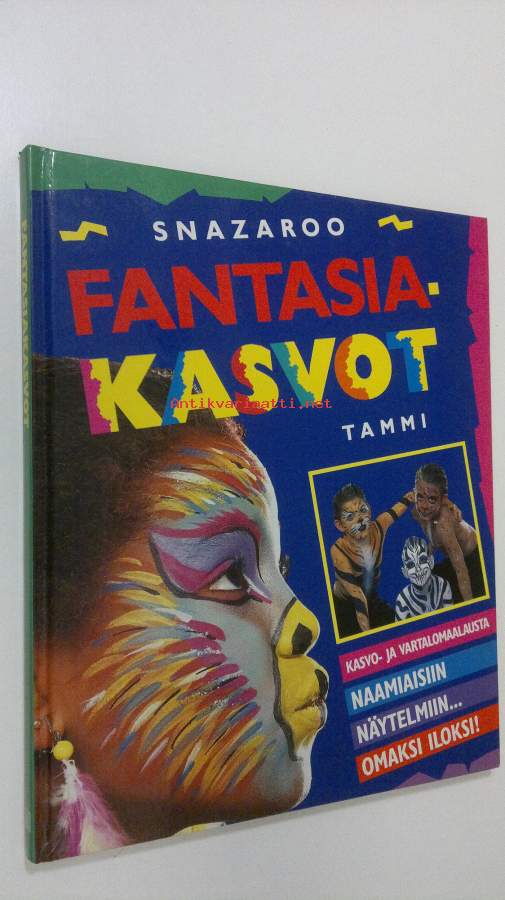 SNAZAROO
FANTASIA-
KASVOT
Antikvariaatti.net
TAMMI
KASVO- JA VARTALOMAALAUSTA
NAAMIAISIIN
NÄYTELMIIN...
OMAKSI ILOKSI!
FANTASIAKASVOT